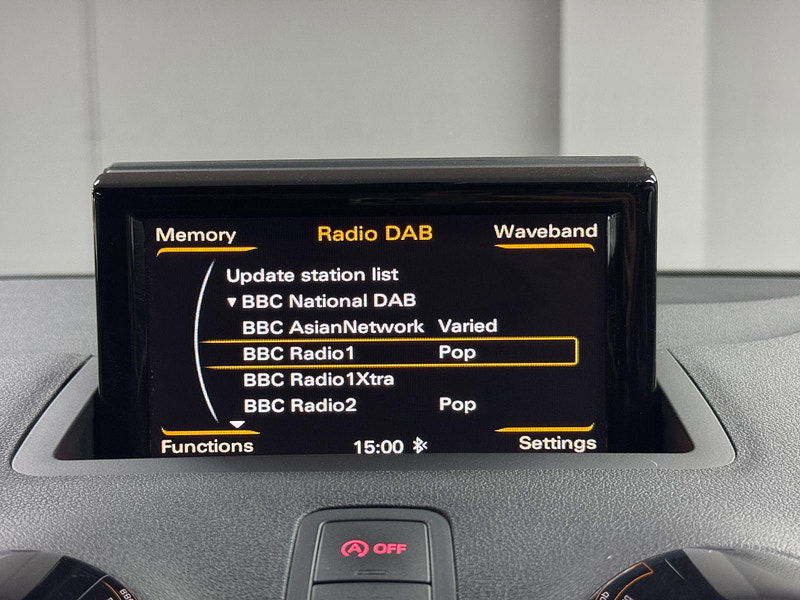 Memory Radio DAB Waveband
Update station list
▼ BBC National DAB
BBC AsianNetwork Varied
BBC Radio1 Pop
BBC Radio1Xtra
BBC Radio2 Pop
Functions 15:00 Settings
A OFF